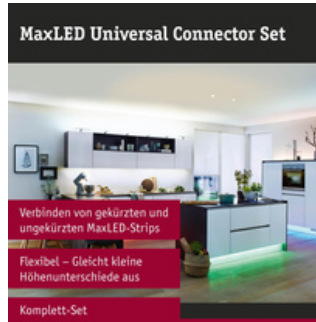 MaxLED Universal Connector Set
Verbinden von gekürzten und
ungekürzten MaxLED-Strips
Flexibel – Gleicht kleine
Höhenunterschiede aus
Komplett-Set